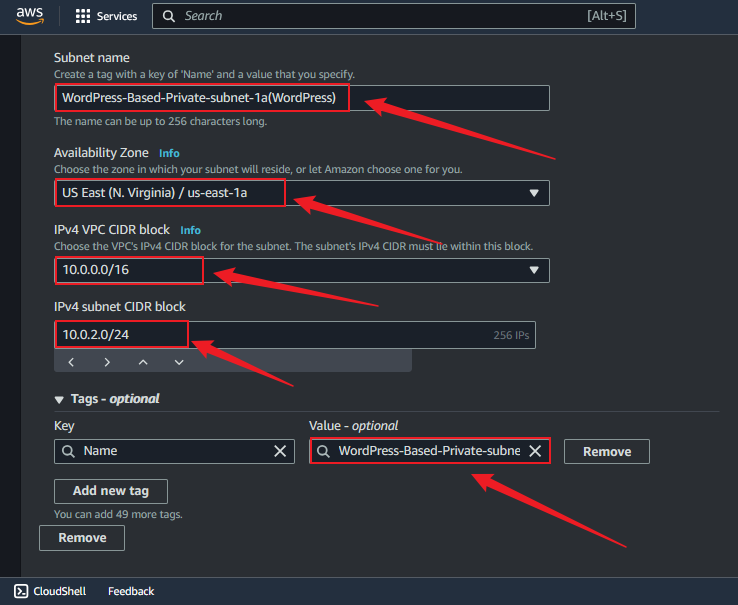 aws
Services
Search
[Alt+S]
Subnet name
Create a tag with a key of 'Name' and a value that you specify.
WordPress-Based-Private-subnet-1a(WordPress)
The name can be up to 256 characters long.
Availability Zone Info
Choose the zone in which your subnet will reside, or let Amazon choose one for you.
US East (N. Virginia) / us-east-1a
IPv4 VPC CIDR block Info
Choose the VPC's IPv4 CIDR block for the subnet. The subnet's IPv4 CIDR must lie within this block.
10.0.0.0/16
IPv4 subnet CIDR block
10.0.2.0/24
256 IPs
Tags - optional
Key
Value - optional
Name
WordPress-Based-Private-subne
Remove
Add new tag
You can add 49 more tags.
Remove
CloudShell
Feedback